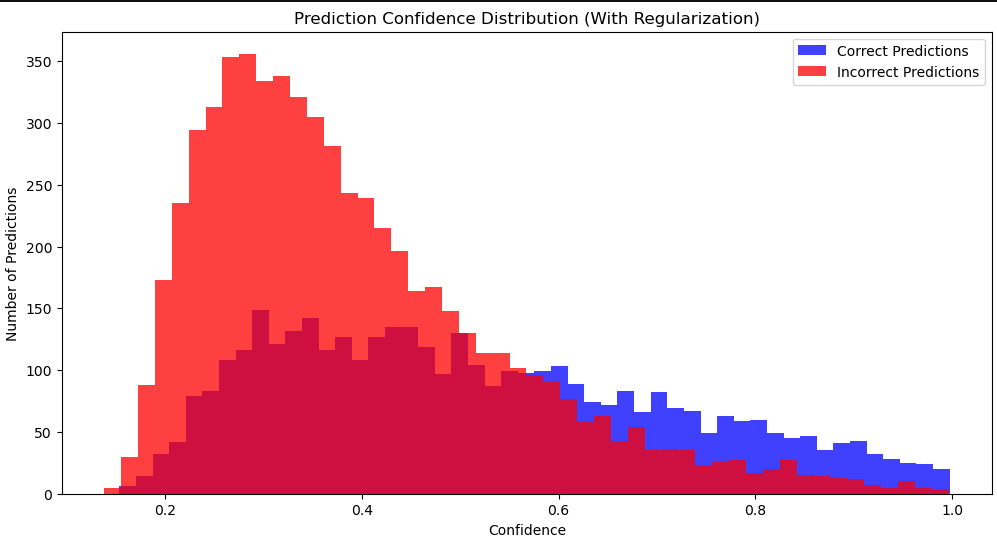 Prediction Confidence Distribution (With Regularization)
Correct Predictions
Incorrect Predictions
Number of Predictions
350
300
250
200
150
100
50
0
0.2 0.4 0.6 0.8 1.0
Confidence